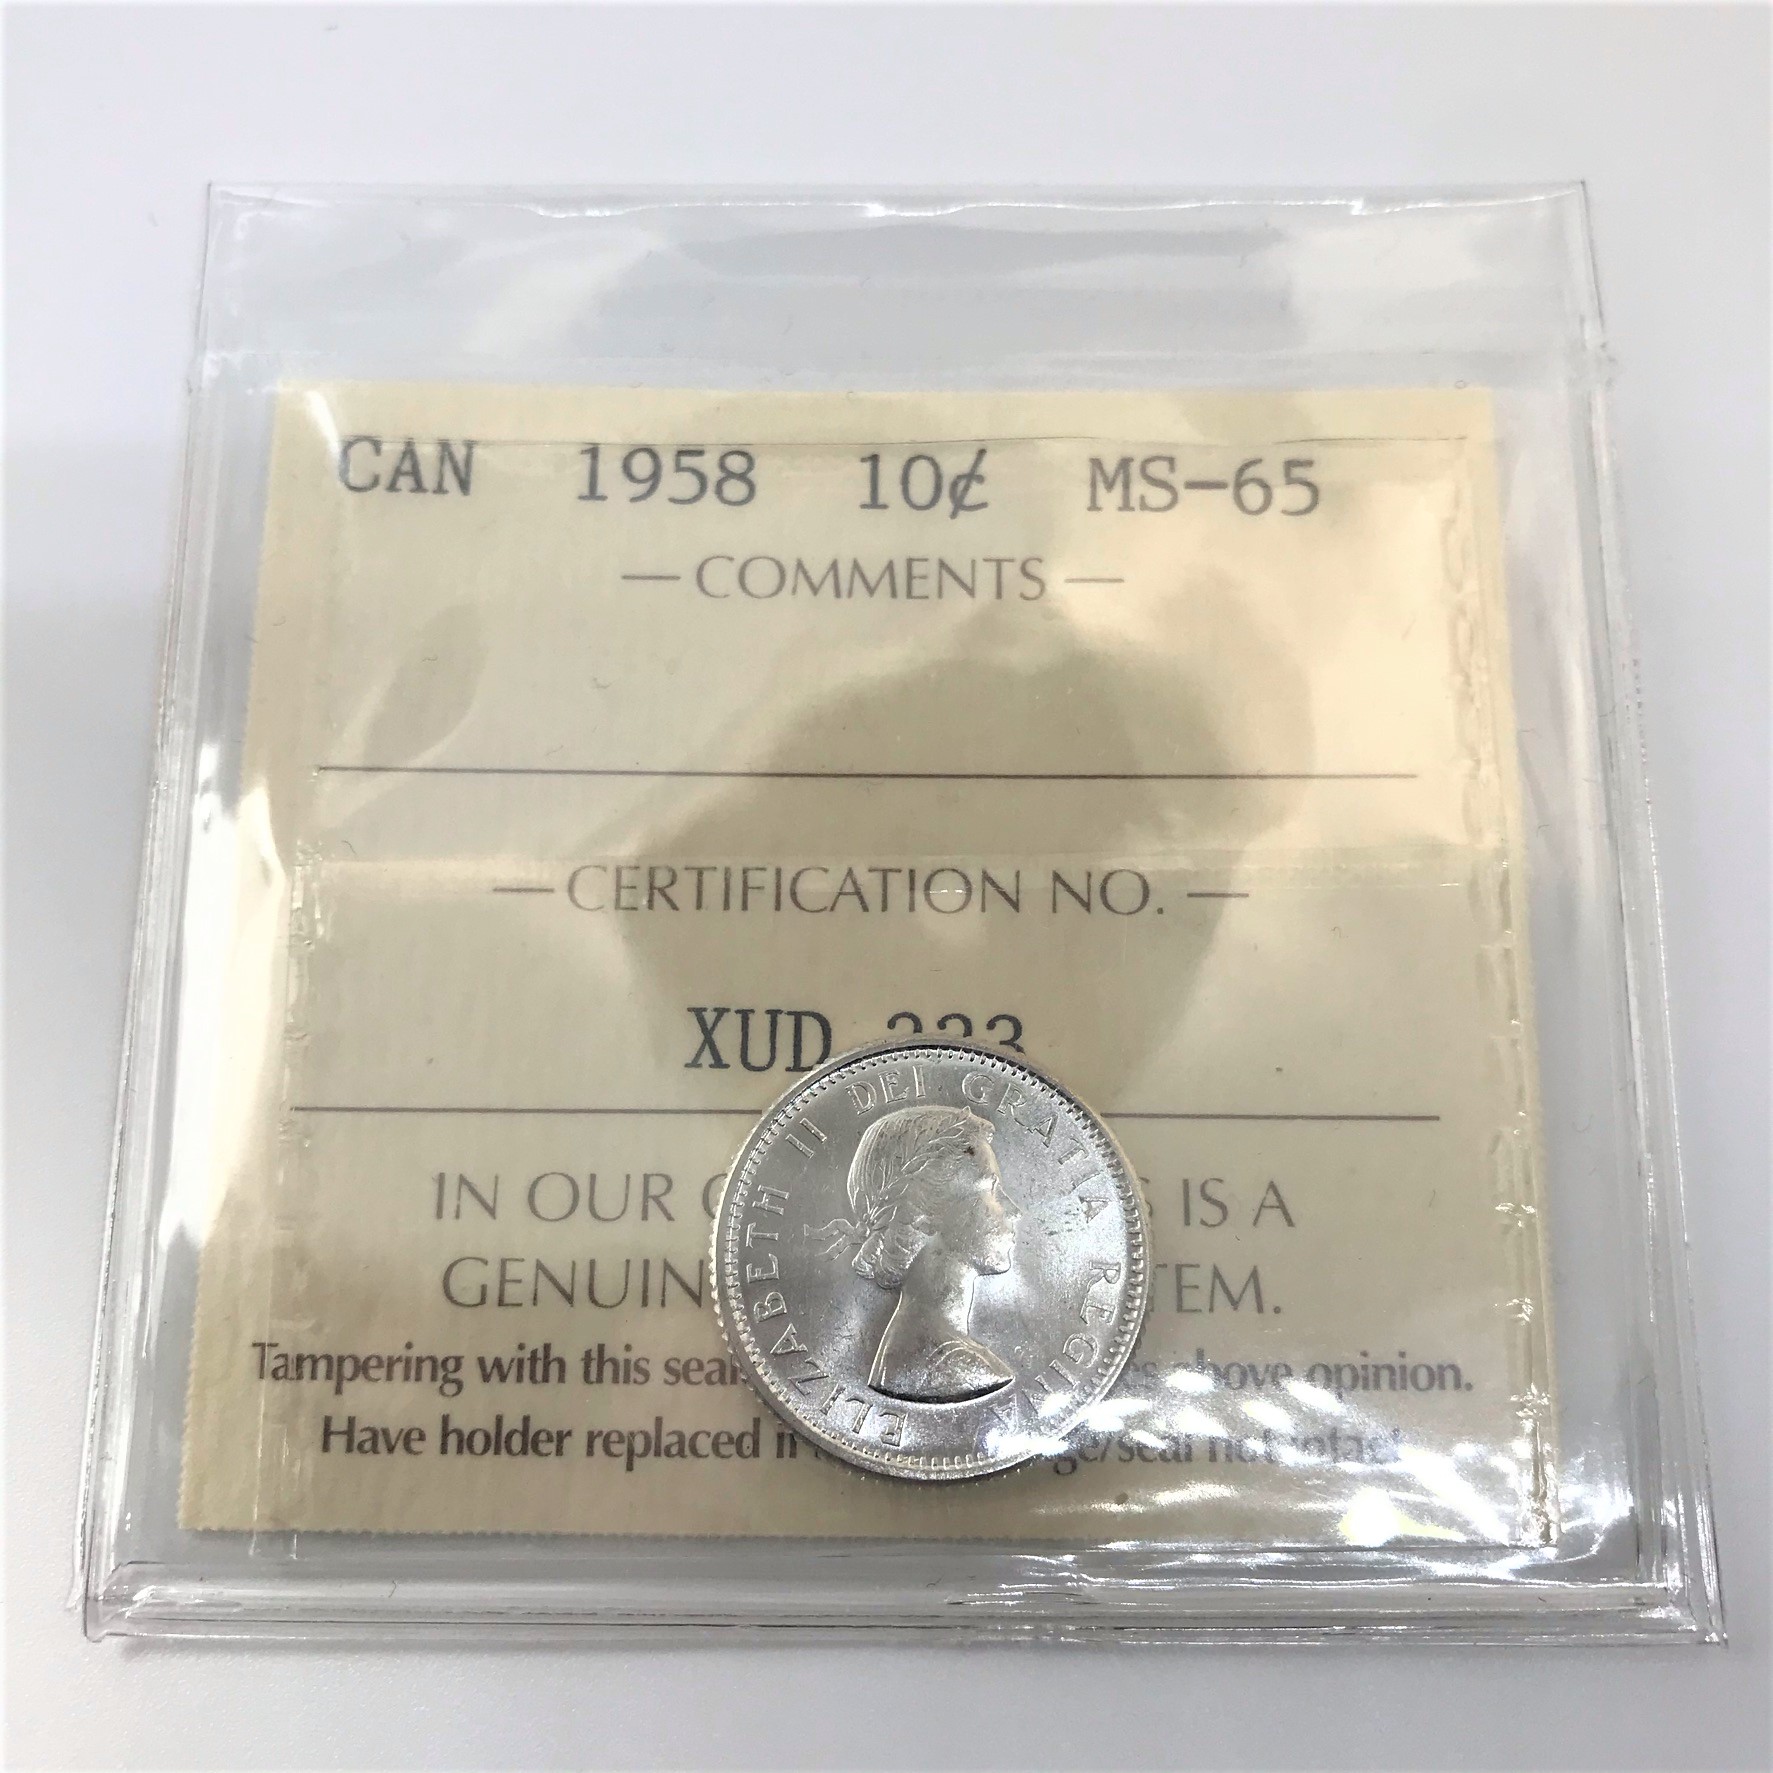 CAN 1958 10¢ MS-65
— COMMENTS —
— CERTIFICATION NO. —
XUD
IN OUR IS A
GENUIN TEM.
Tampering with this seal above opinion.
Have holder replaced
ELIZABETH II DEI GRATIA REGINA